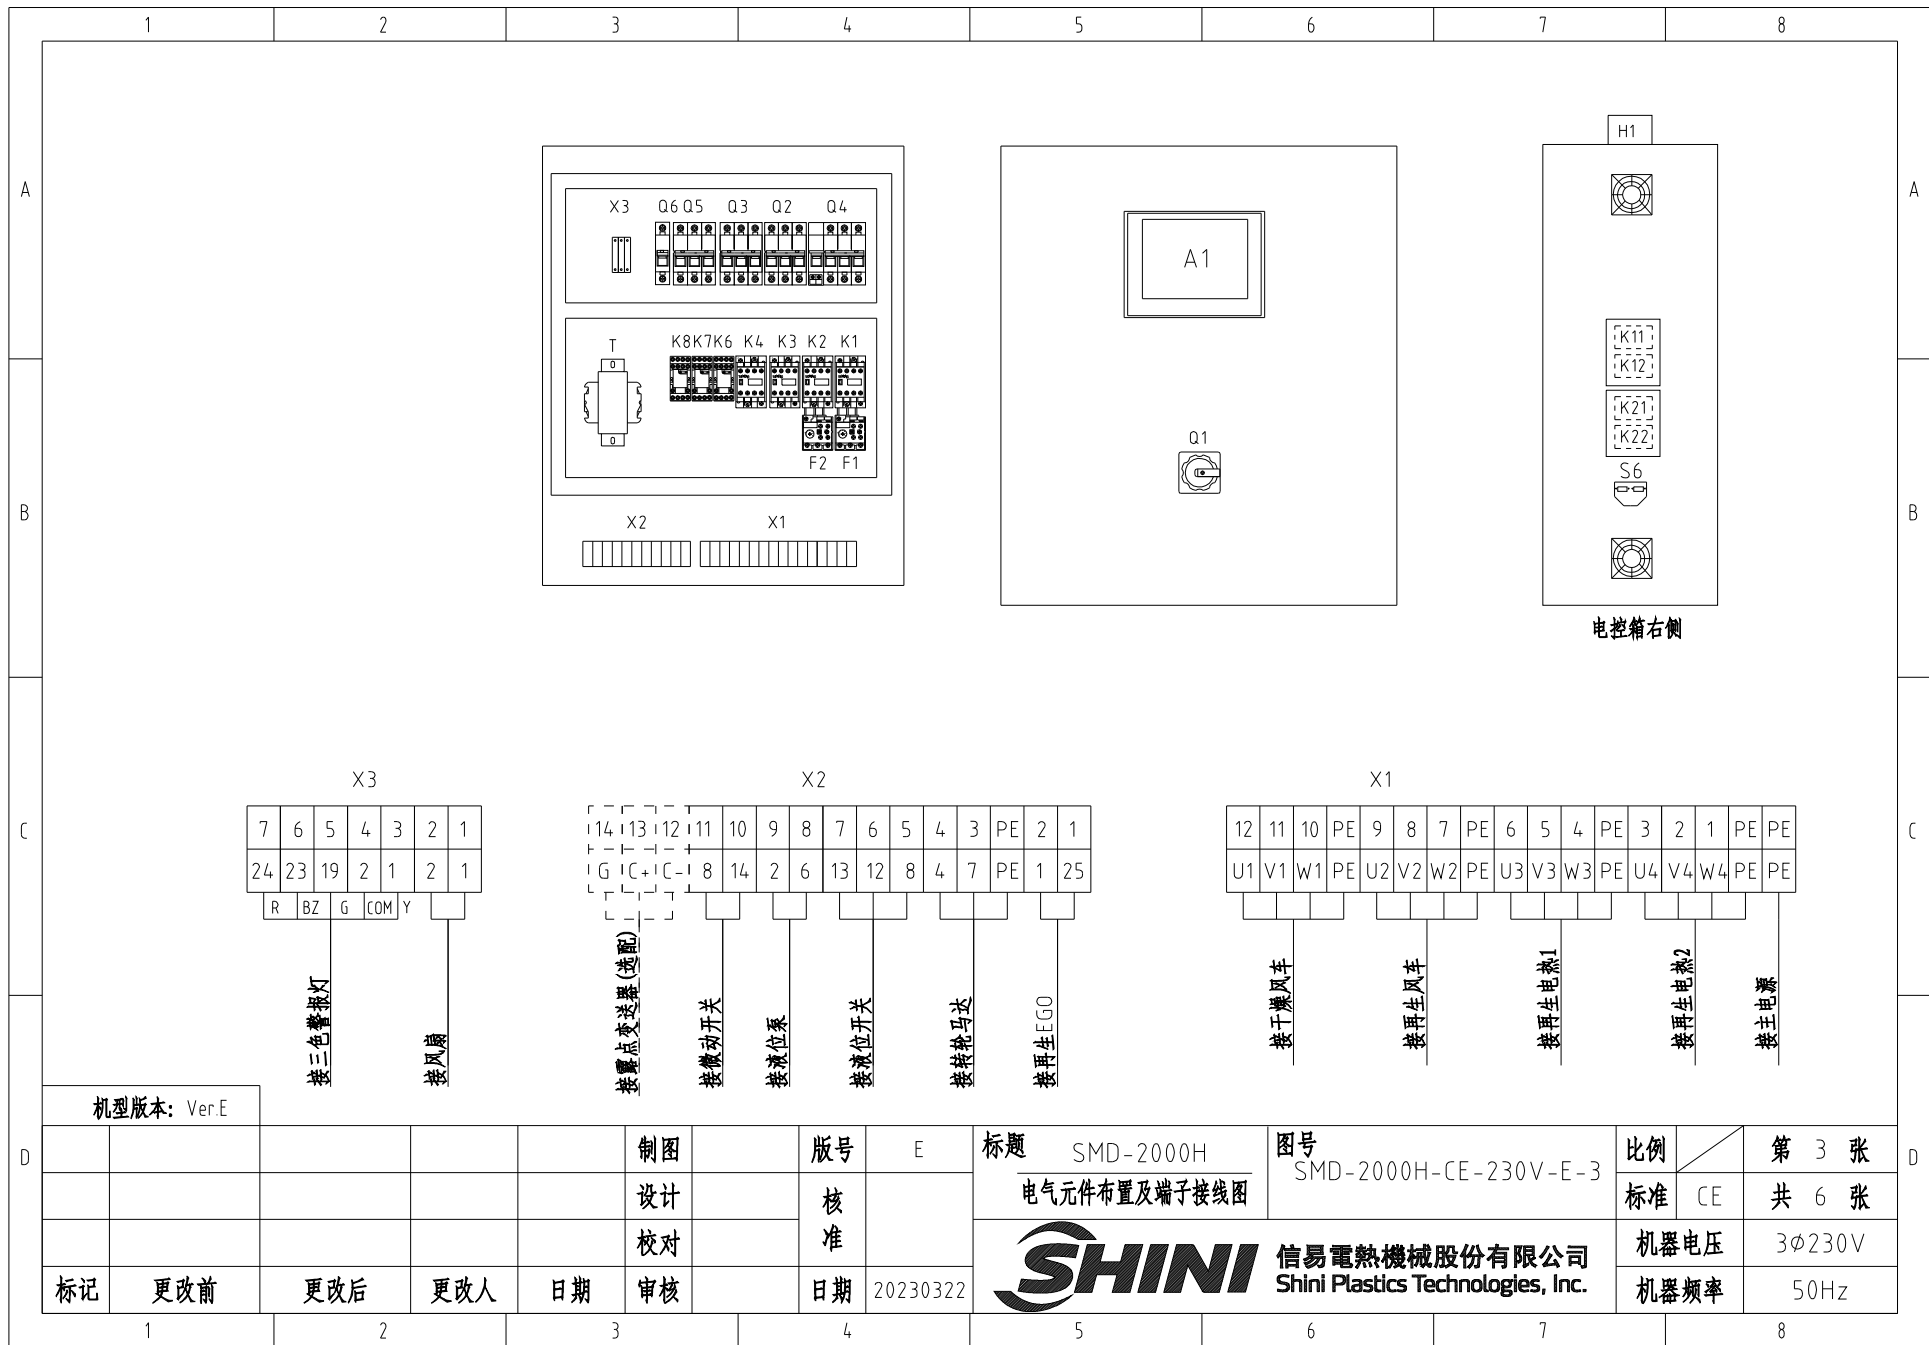 1 2 3 4 5 6 7 8
H1
A A
X3 Q6 Q5 Q3 Q2 Q4
A1
T K8 K7 K6 K4 K3 K2 K1
K11
K12
K21
K22
Q1
F2 F1
S6
B B
X2 X1
电控箱右侧
X3 X2 X1
C C
7 6 5 4 3 2 1
24 23 19 2 1 2 1
R BZ G COM Y
接三色警报灯
接风扇
14 13 12 11 10 9 8 7 6 5 4 3 PE 2 1
G C+ C- 8 14 2 6 13 12 8 4 7 PE 1 25
接露点变送器(选配)
接微动开关
接液位泵
接液位开关
接转轮马达
接再生EGO
12 11 10 PE 9 8 7 PE 6 5 4 PE 3 2 1 PE PE
U1 V1 W1 PE U2 V2 W2 PE U3 V3 W3 PE U4 V4 W4 PE PE
接干燥风车
接再生风车
接再生电热1
接再生电热2
接主电源
机型版本: Ver.E
D D
制图 版号 E 标题 SMD-2000H 图号 SMD-2000H-CE-230V-E-3 比例 第 3 张
设计 核准 电气元件布置及端子接线图 标准 CE 共 6 张
校对 SHINI 信易電熱機械股份有限公司 机器电压 3Φ230V
Shini Plastics Technologies, Inc.
标记 更改前 更改后 更改人 日期 审核 日期 20230322 机器频率 50Hz
1 2 3 4 5 6 7 8